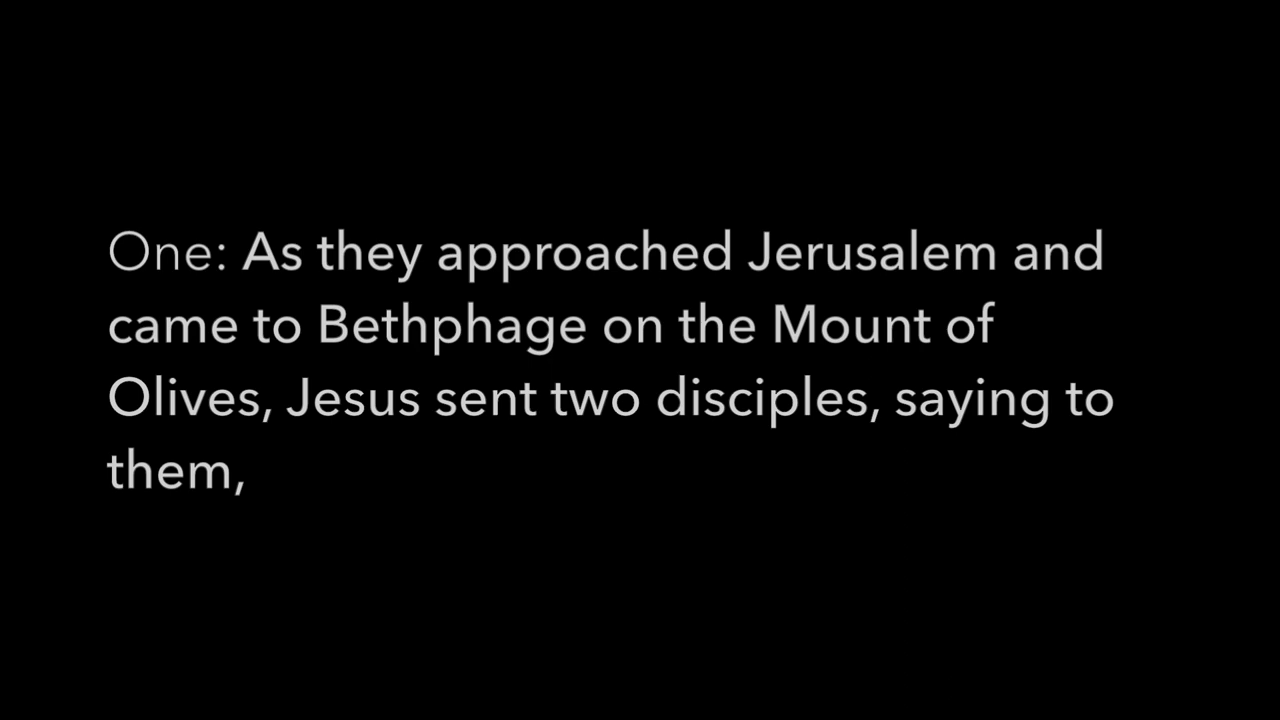 One: As they approached Jerusalem and
came to Bethphage on the Mount of
Olives, Jesus sent two disciples, saying to
them,